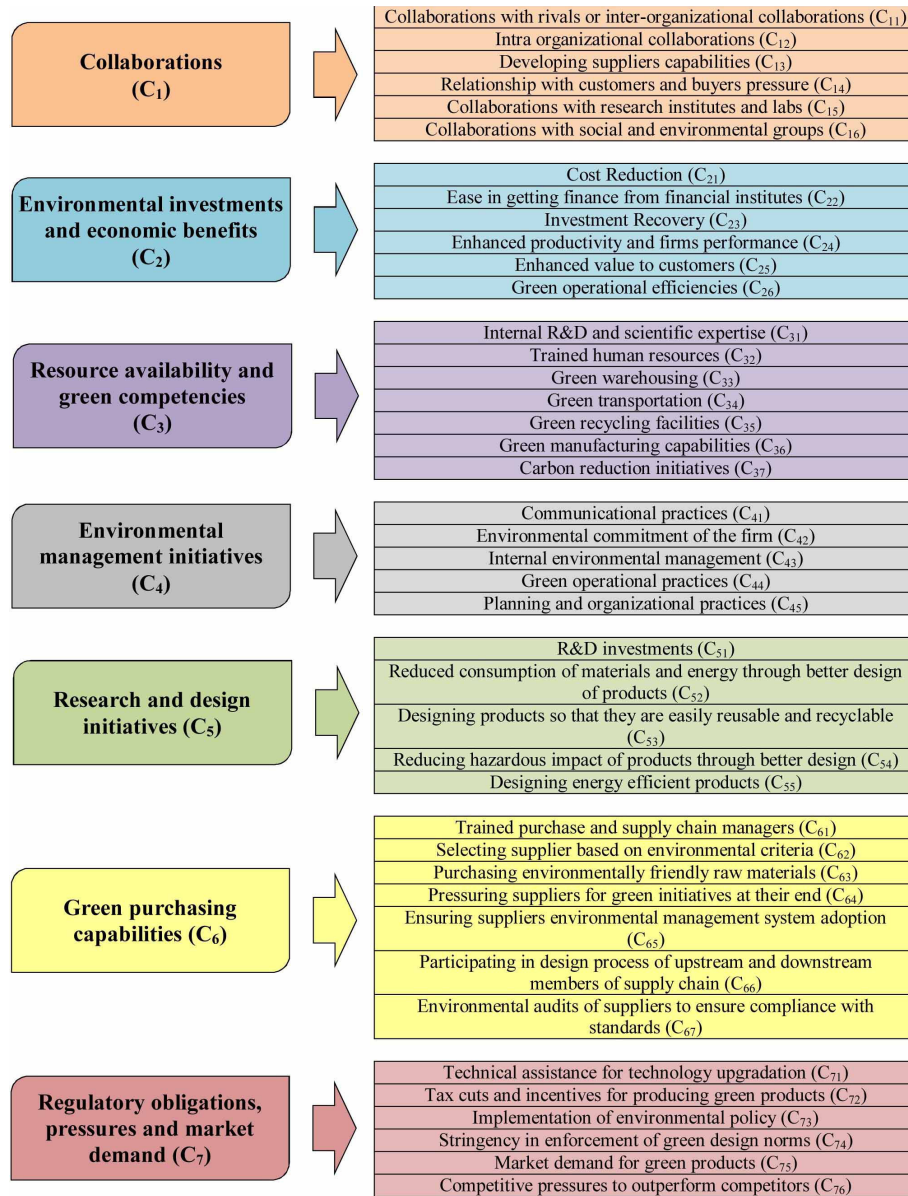 Collaborations
(C₁)
Collaborations with rivals or inter-organizational collaborations (C₁₁)
Intra organizational collaborations (C₁₂)
Developing suppliers capabilities (C₁₃)
Relationship with customers and buyers pressure (C₁₄)
Collaborations with research institutes and labs (C₁₅)
Collaborations with social and environmental groups (C₁₆)
Environmental investments
and economic benefits
(C₂)
Cost Reduction (C₂₁)
Ease in getting finance from financial institutes (C₂₂)
Investment Recovery (C₂₃)
Enhanced productivity and firms performance (C₂₄)
Enhanced value to customers (C₂₅)
Green operational efficiencies (C₂₆)
Resource availability and
green competencies
(C₃)
Internal R&D and scientific expertise (C₃₁)
Trained human resources (C₃₂)
Green warehousing (C₃₃)
Green transportation (C₃₄)
Green recycling facilities (C₃₅)
Green manufacturing capabilities (C₃₆)
Carbon reduction initiatives (C₃₇)
Environmental
management initiatives
(C₄)
Communicational practices (C₄₁)
Environmental commitment of the firm (C₄₂)
Internal environmental management (C₄₃)
Green operational practices (C₄₄)
Planning and organizational practices (C₄₅)
Research and design
initiatives (C₅)
R&D investments (C₅₁)
Reduced consumption of materials and energy through better design
of products (C₅₂)
Designing products so that they are easily reusable and recyclable
(C₅₃)
Reducing hazardous impact of products through better design (C₅₄)
Designing energy efficient products (C₅₅)
Green purchasing
capabilities (C₆)
Trained purchase and supply chain managers (C₆₁)
Selecting supplier based on environmental criteria (C₆₂)
Purchasing environmentally friendly raw materials (C₆₃)
Pressuring suppliers for green initiatives at their end (C₆₄)
Ensuring suppliers environmental management system adoption
(C₆₅)
Participating in design process of upstream and downstream
members of supply chain (C₆₆)
Environmental audits of suppliers to ensure compliance with
standards (C₆₇)
Regulatory obligations,
pressures and market
demand (C₇)
Technical assistance for technology upgradation (C₇₁)
Tax cuts and incentives for producing green products (C₇₂)
Implementation of environmental policy (C₇₃)
Stringency in enforcement of green design norms (C₇₄)
Market demand for green products (C₇₅)
Competitive pressures to outperform competitors (C₇₆)